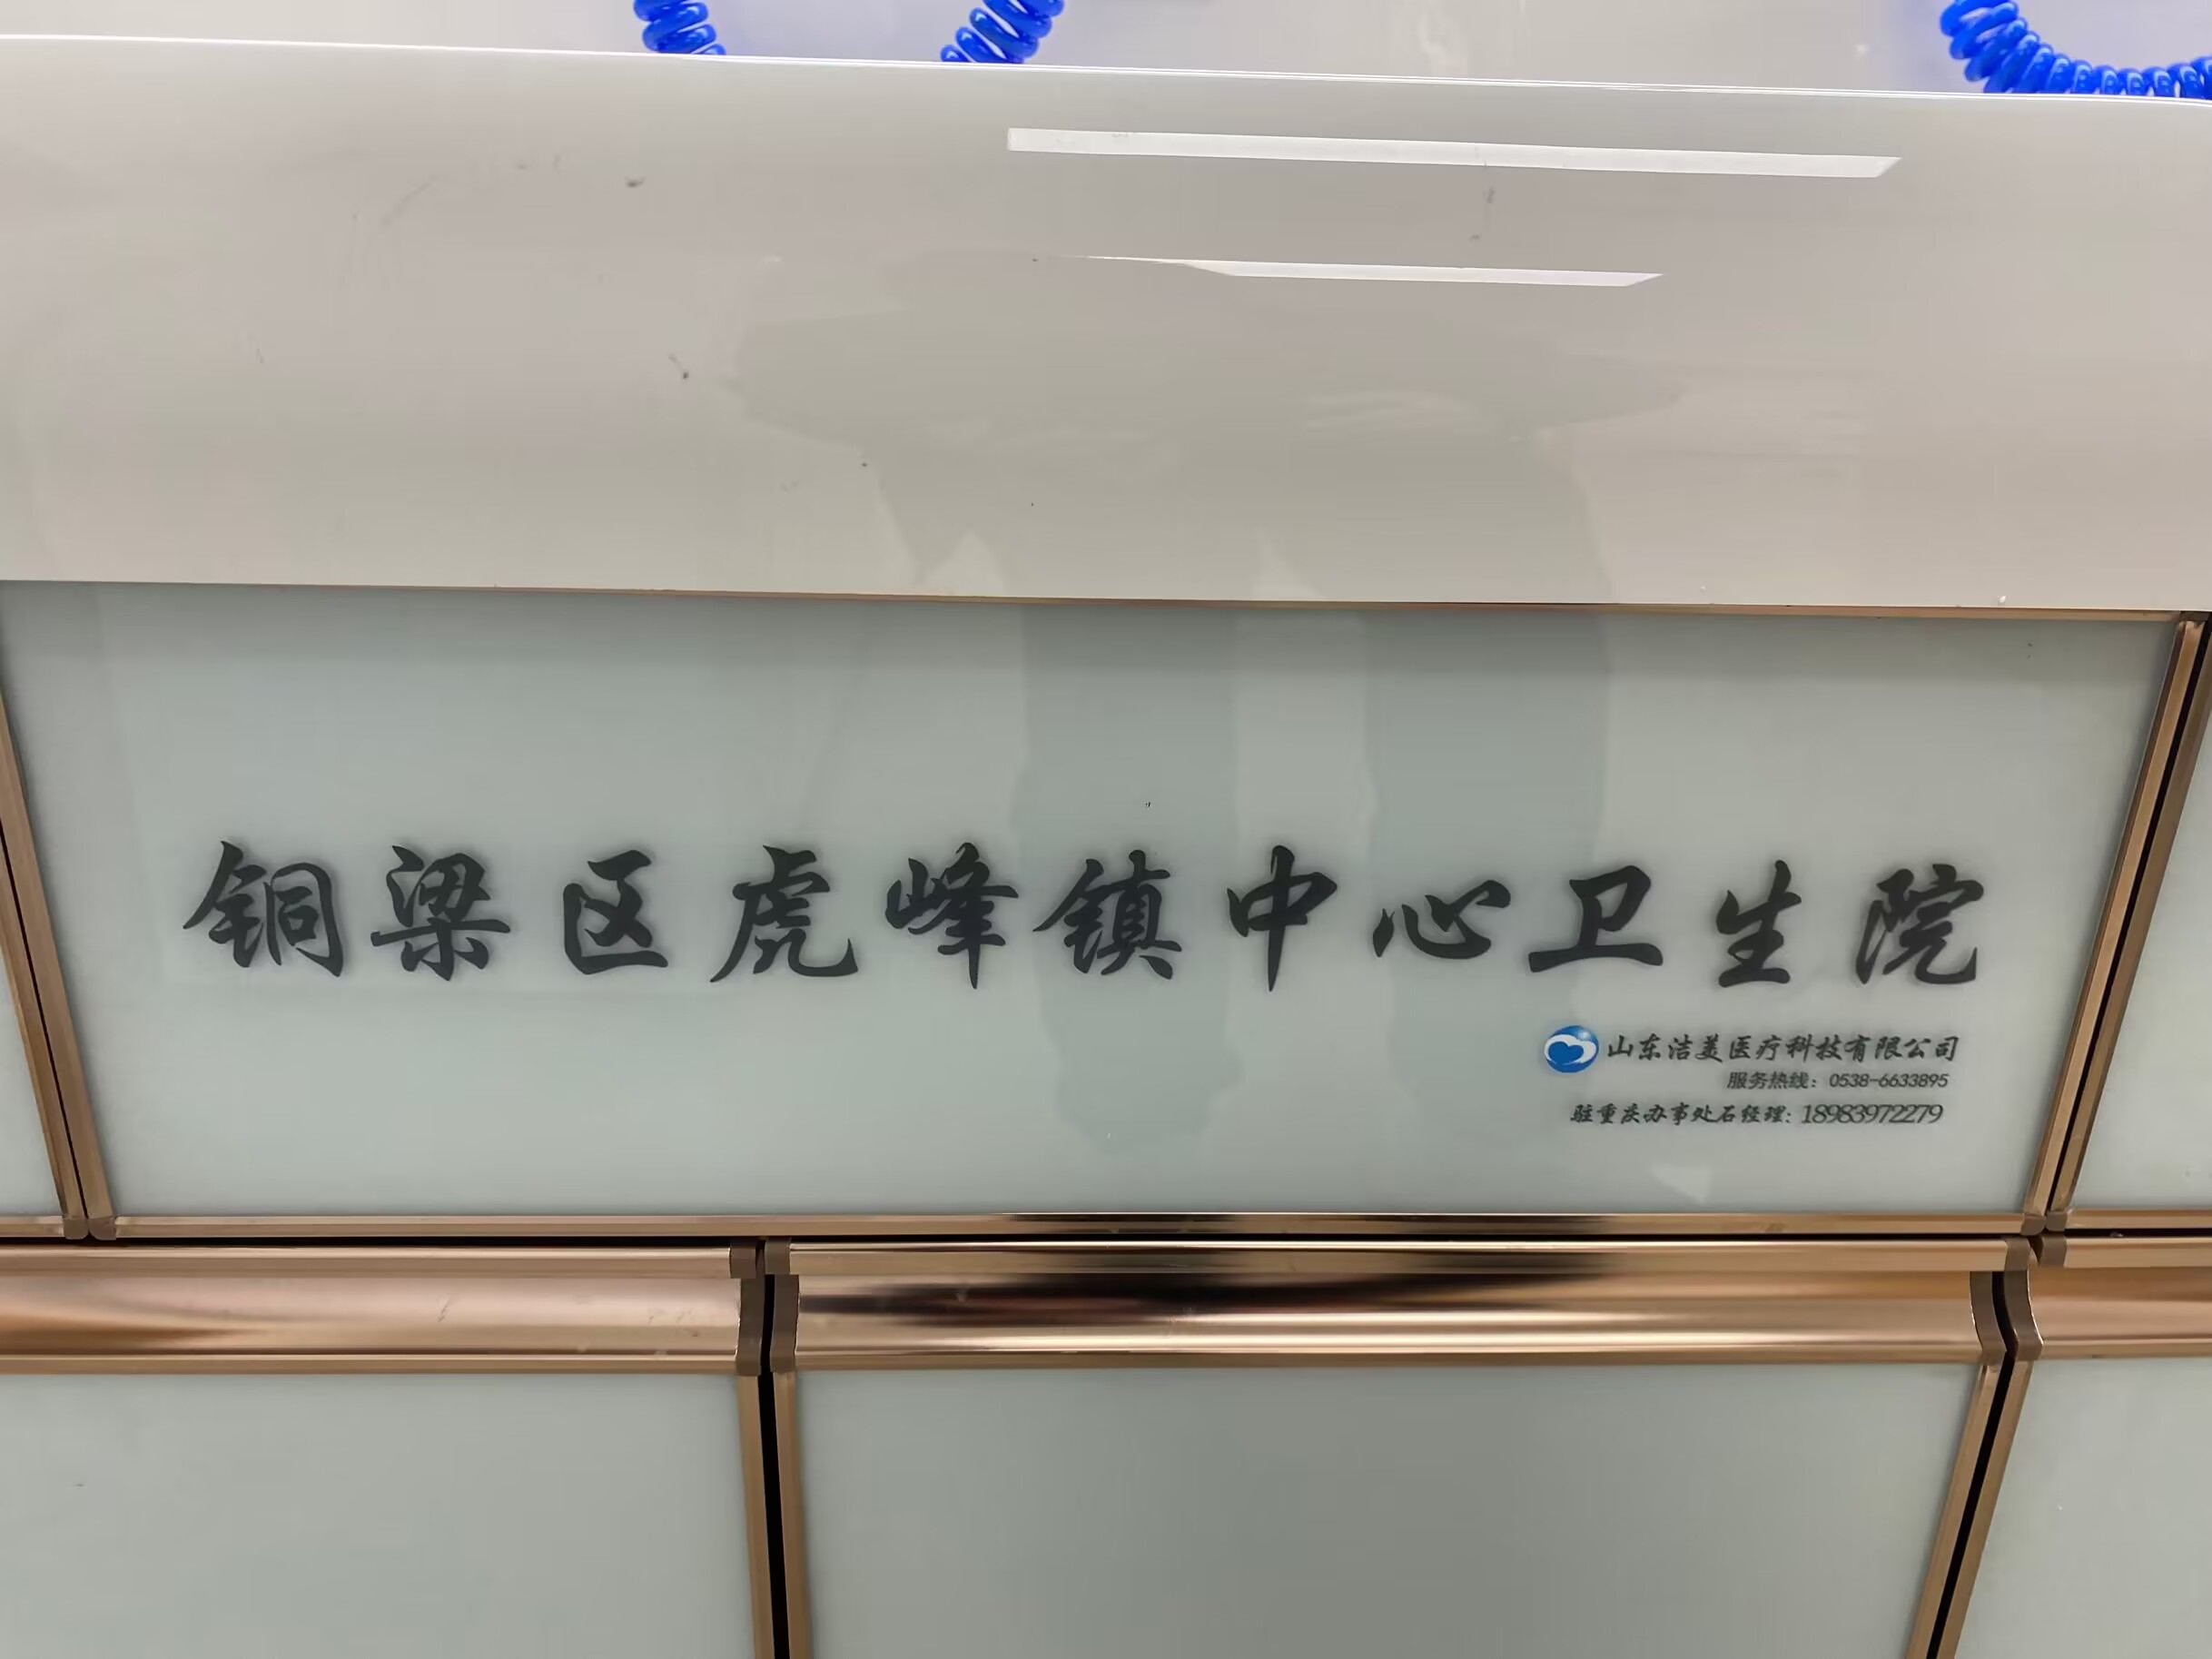 铜梁区虎峰镇中心卫生院
山东洁美医疗科技有限公司
服务热线：0538-6633895
驻重庆办事处石经理：18983972279